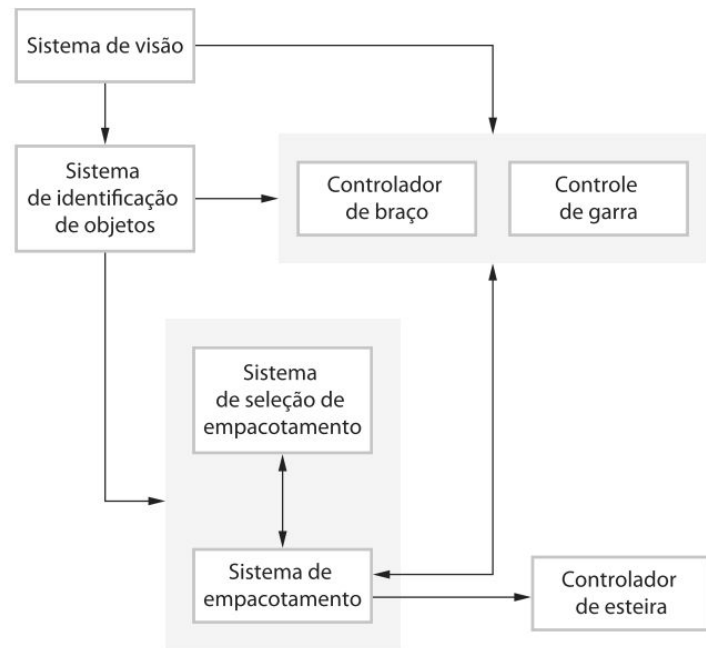 Sistema de visão
Sistema
de identificação
de objetos
Controlador
de braço
Controle
de garra
Sistema
de seleção de
empacotamento
Sistema de
empacotamento
Controlador
de esteira